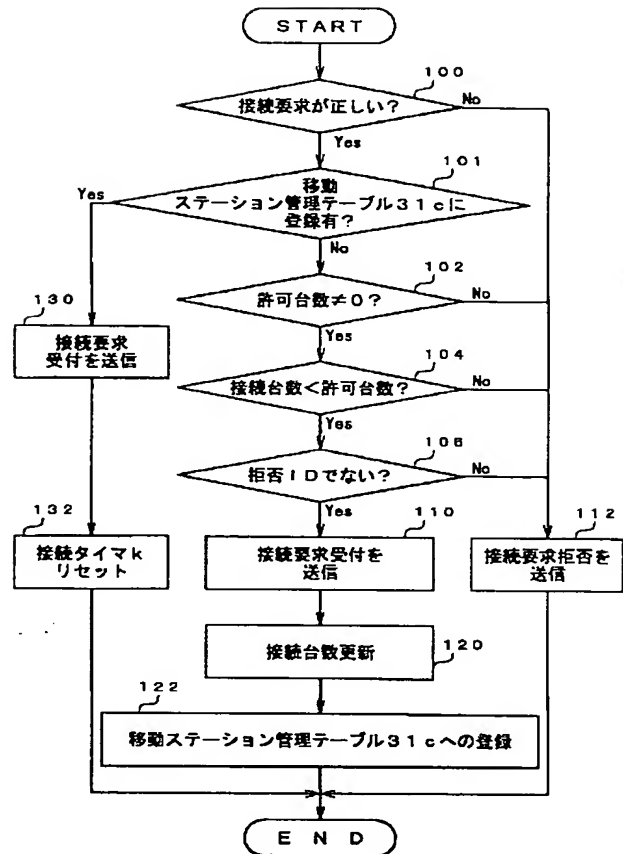 START
100
接続要求が正しい?
No
Yes
101
移動
ステーション管理テーブル31cに
登録有?
Yes
No
102
許可台数≠0?
No
Yes
130
接続要求
受付を送信
104
接続台数<許可台数?
No
Yes
106
拒否IDでない?
No
Yes
132
接続タイマk
リセット
110
接続要求受付を
送信
112
接続要求拒否を
送信
接続台数更新
120
122
移動ステーション管理テーブル31cへの登録
END